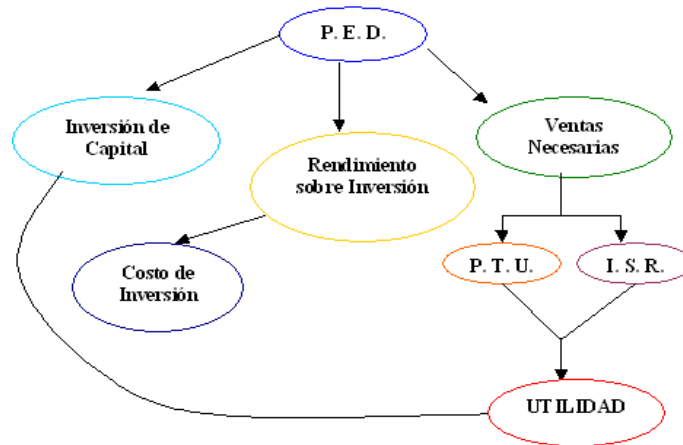 P. E. D.
Inversión de
Capital
Ventas
Necesarias
Rendimiento
sobre Inversión
Costo de
Inversión
P. T. U.
I. S. R.
UTILIDAD